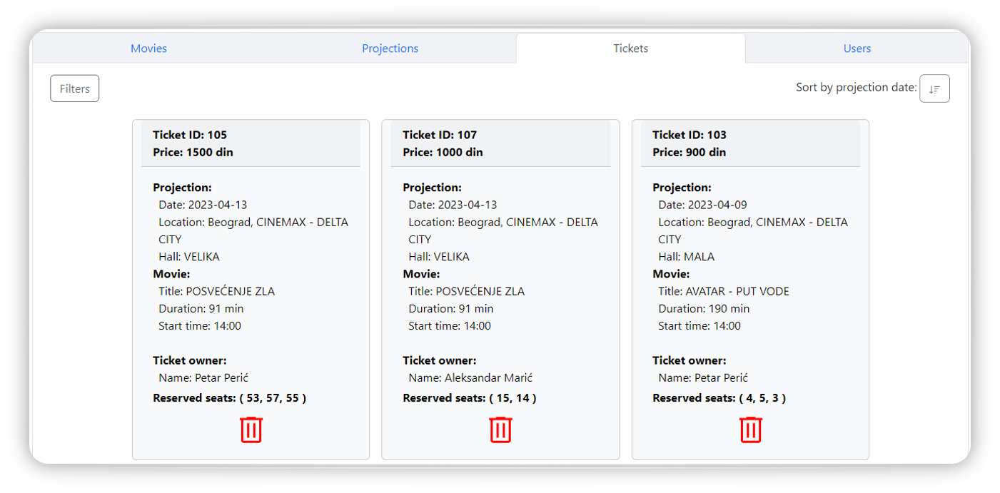 Movies
Projections
Tickets
Users
Filters
Sort by projection date:
Ticket ID: 105
Price: 1500 din
Projection:
Date: 2023-04-13
Location: Beograd, CINEMAX - DELTA
CITY
Hall: VELIKA
Movie:
Title: POSVEĆENJE ZLA
Duration: 91 min
Start time: 14:00
Ticket owner:
Name: Petar Perić
Reserved seats: ( 53, 57, 55 )
Ticket ID: 107
Price: 1000 din
Projection:
Date: 2023-04-13
Location: Beograd, CINEMAX - DELTA
CITY
Hall: VELIKA
Movie:
Title: POSVEĆENJE ZLA
Duration: 91 min
Start time: 14:00
Ticket owner:
Name: Aleksandar Marić
Reserved seats: ( 15, 14 )
Ticket ID: 103
Price: 900 din
Projection:
Date: 2023-04-09
Location: Beograd, CINEMAX - DELTA
CITY
Hall: MALA
Movie:
Title: AVATAR - PUT VODE
Duration: 190 min
Start time: 14:00
Ticket owner:
Name: Petar Perić
Reserved seats: ( 4, 5, 3 )